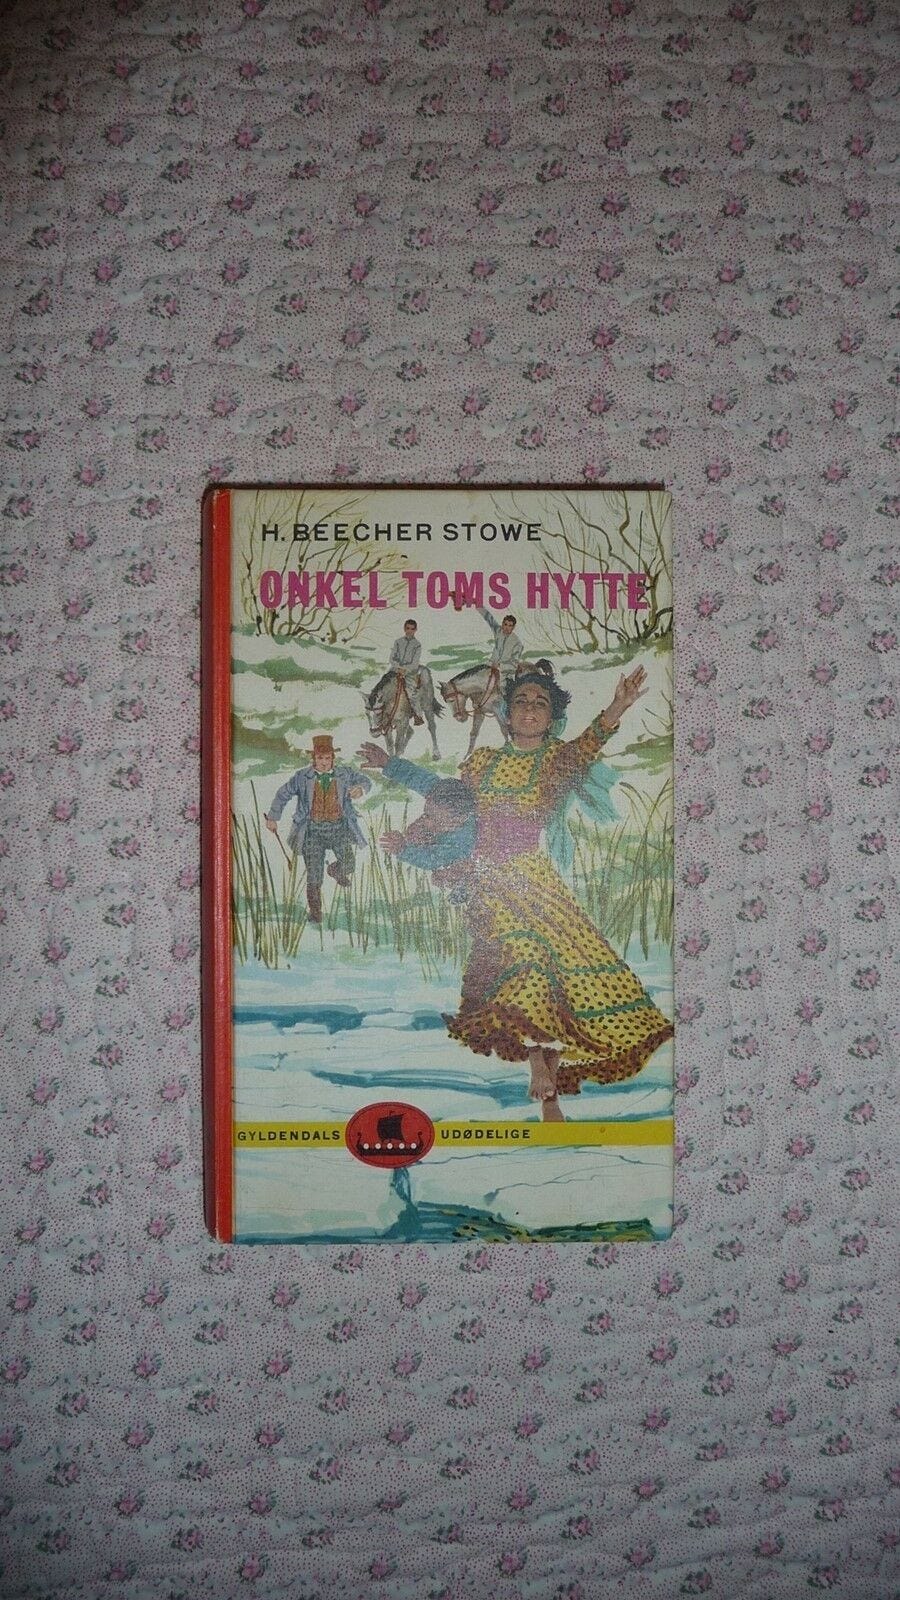 H. BEECHER STOWE
ONKEL TOMS HYTTE
GYLDENDALS UDØDELIGE